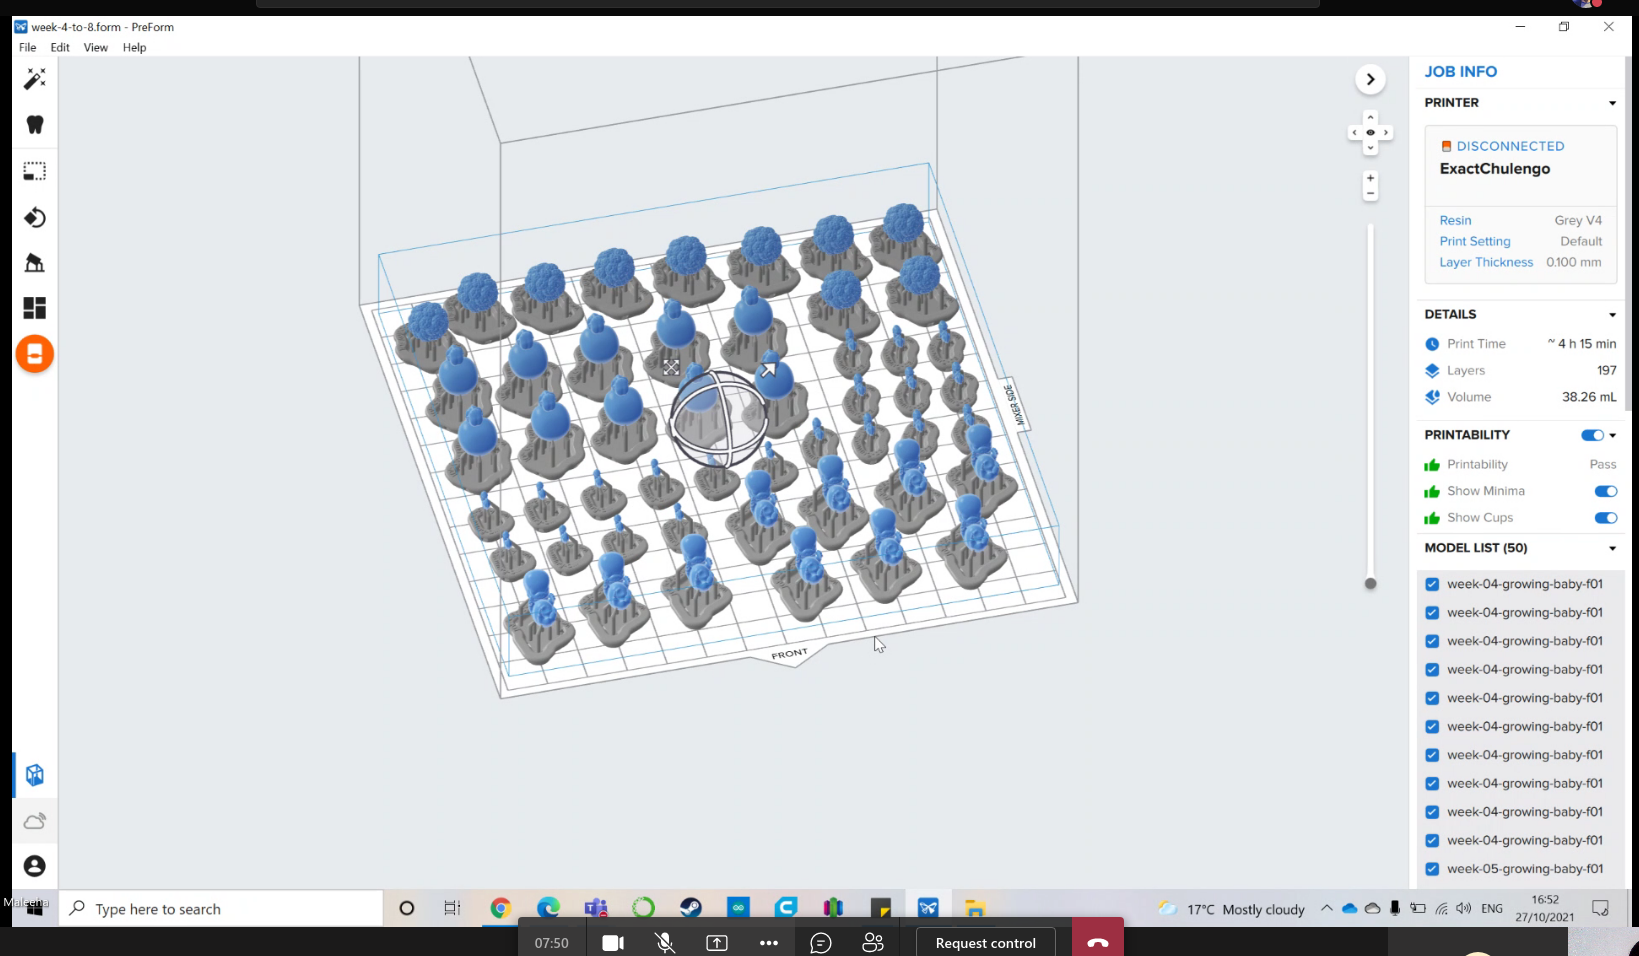 week-4-to-8.form - PreForm
File Edit View Help
JOB INFO
PRINTER
DISCONNECTED
ExactChulengo
Resin Grey V4
Print Setting Default
Layer Thickness 0.100 mm
DETAILS
Print Time ~ 4 h 15 min
Layers 197
Volume 38.26 mL
PRINTABILITY
Printability Pass
Show Minima
Show Cups
MODEL LIST (50)
week-04-growing-baby-f01
week-04-growing-baby-f01
week-04-growing-baby-f01
week-04-growing-baby-f01
week-04-growing-baby-f01
week-04-growing-baby-f01
week-04-growing-baby-f01
week-04-growing-baby-f01
week-04-growing-baby-f01
week-04-growing-baby-f01
week-05-growing-baby-f01
MIXER SIDE
FRONT
Maleeha
Type here to search
17°C Mostly cloudy
ENG
16:52
27/10/2021
07:50
Request control